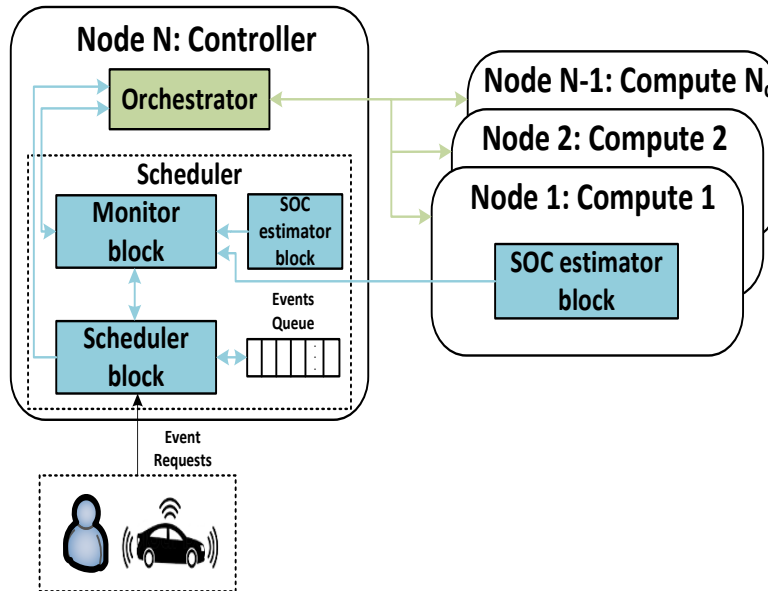 Node N: Controller
Orchestrator
Scheduler
Monitor
block
SOC
estimator
block
Events
Queue
Scheduler
block
Event
Requests
Node N-1: Compute N
Node 2: Compute 2
Node 1: Compute 1
SOC estimator
block